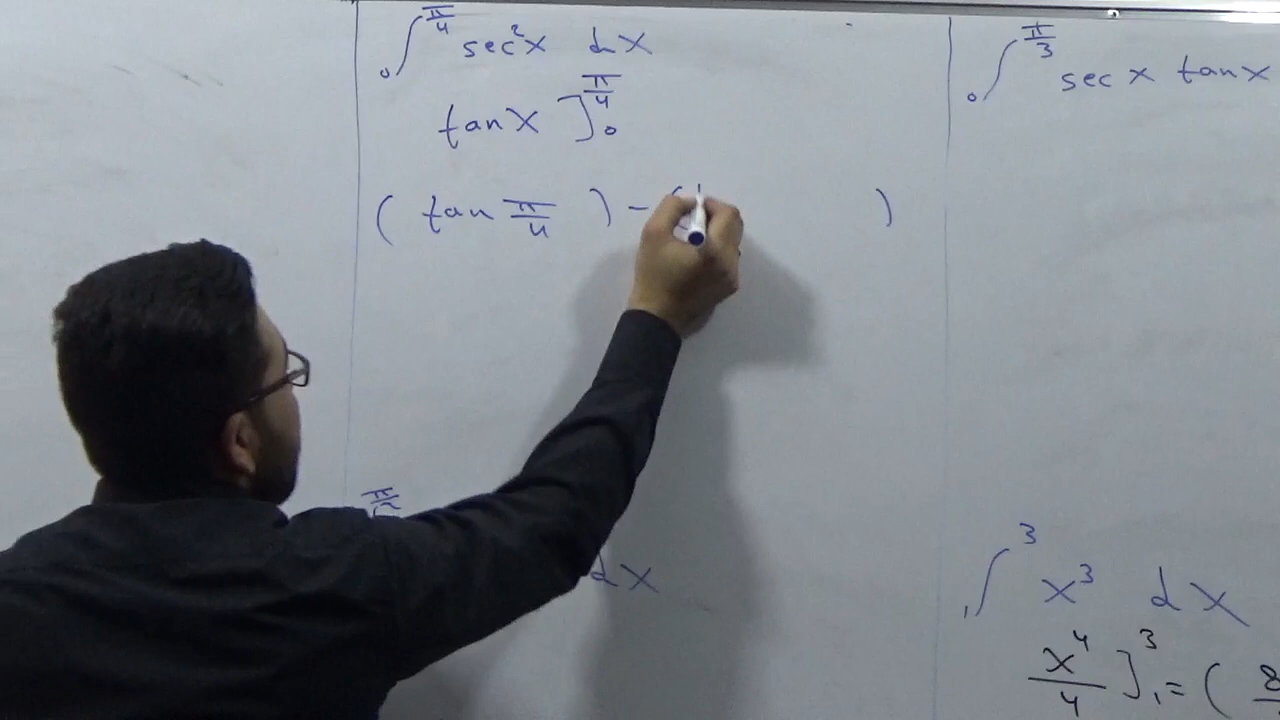 ∫₀^(π/4) sec²x dx
tan x ]₀^(π/4)
( tan π/4 ) - ( )
dx
∫₀^(π/3) sec x tan x
∫₁³ x³ dx
x⁴/4 ]₁³ = (